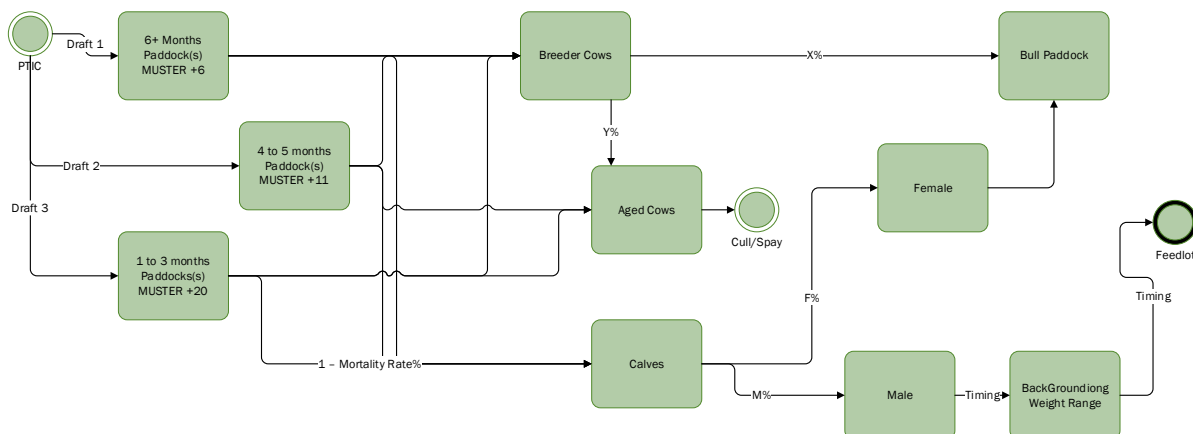 PTIC
Draft 1
6+ Months
Paddock(s)
MUSTER +6
Breeder Cows
X%
Bull Paddock
Y%
Draft 2
4 to 5 months
Paddock(s)
MUSTER +11
Female
Aged Cows
Draft 3
Cull/Spay
Feedlot
1 to 3 months
Paddocks(s)
MUSTER +20
F%
Timing
1 – Mortality Rate%
Calves
M%
Male
Timing
BackGroundiong
Weight Range